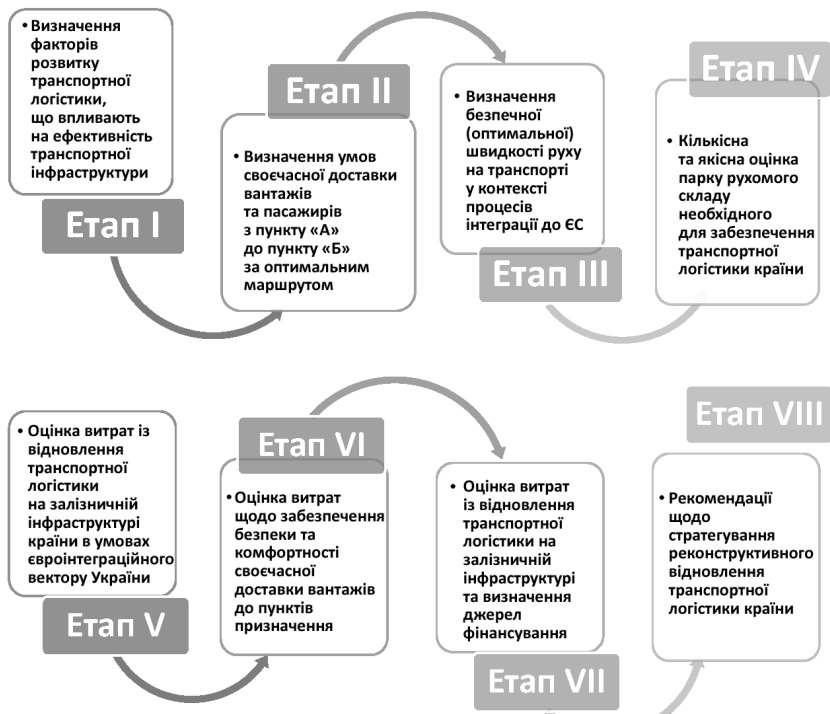 • Визначення
факторів
розвитку
транспортної
логістики,
що впливають
на ефективність
транспортної
інфраструктури
Етап I
Етап II
• Визначення умов
своєчасної доставки
вантажів
та пасажирів
з пункту «А»
до пункту «Б»
за оптимальним
маршрутом
• Визначення
безпечної
(оптимальної)
швидкості руху
на транспорті
у контексті
процесів
інтеграції до ЄС
Етап III
Етап IV
• Кількісна
та якісна оцінка
парку рухомого
складу
необхідного
для забезпечення
транспортної
логістики країни
• Оцінка витрат із
відновлення
транспортної
логістики
на залізничній
інфраструктурі
країни в умовах
євроінтеграційного
вектору України
Етап V
Етап VI
• Оцінка витрат
щодо забезпечення
безпеки та
комфортності
своєчасної
доставки вантажів
до пунктів
призначення
• Оцінка витрат
із відновлення
транспортної
логістики на
залізничній
інфраструктурі
та визначення
джерел
фінансування
Етап VII
Етап VIII
• Рекомендації
щодо
стратегування
реконструктивного
відновлення
транспортної
логістики країни